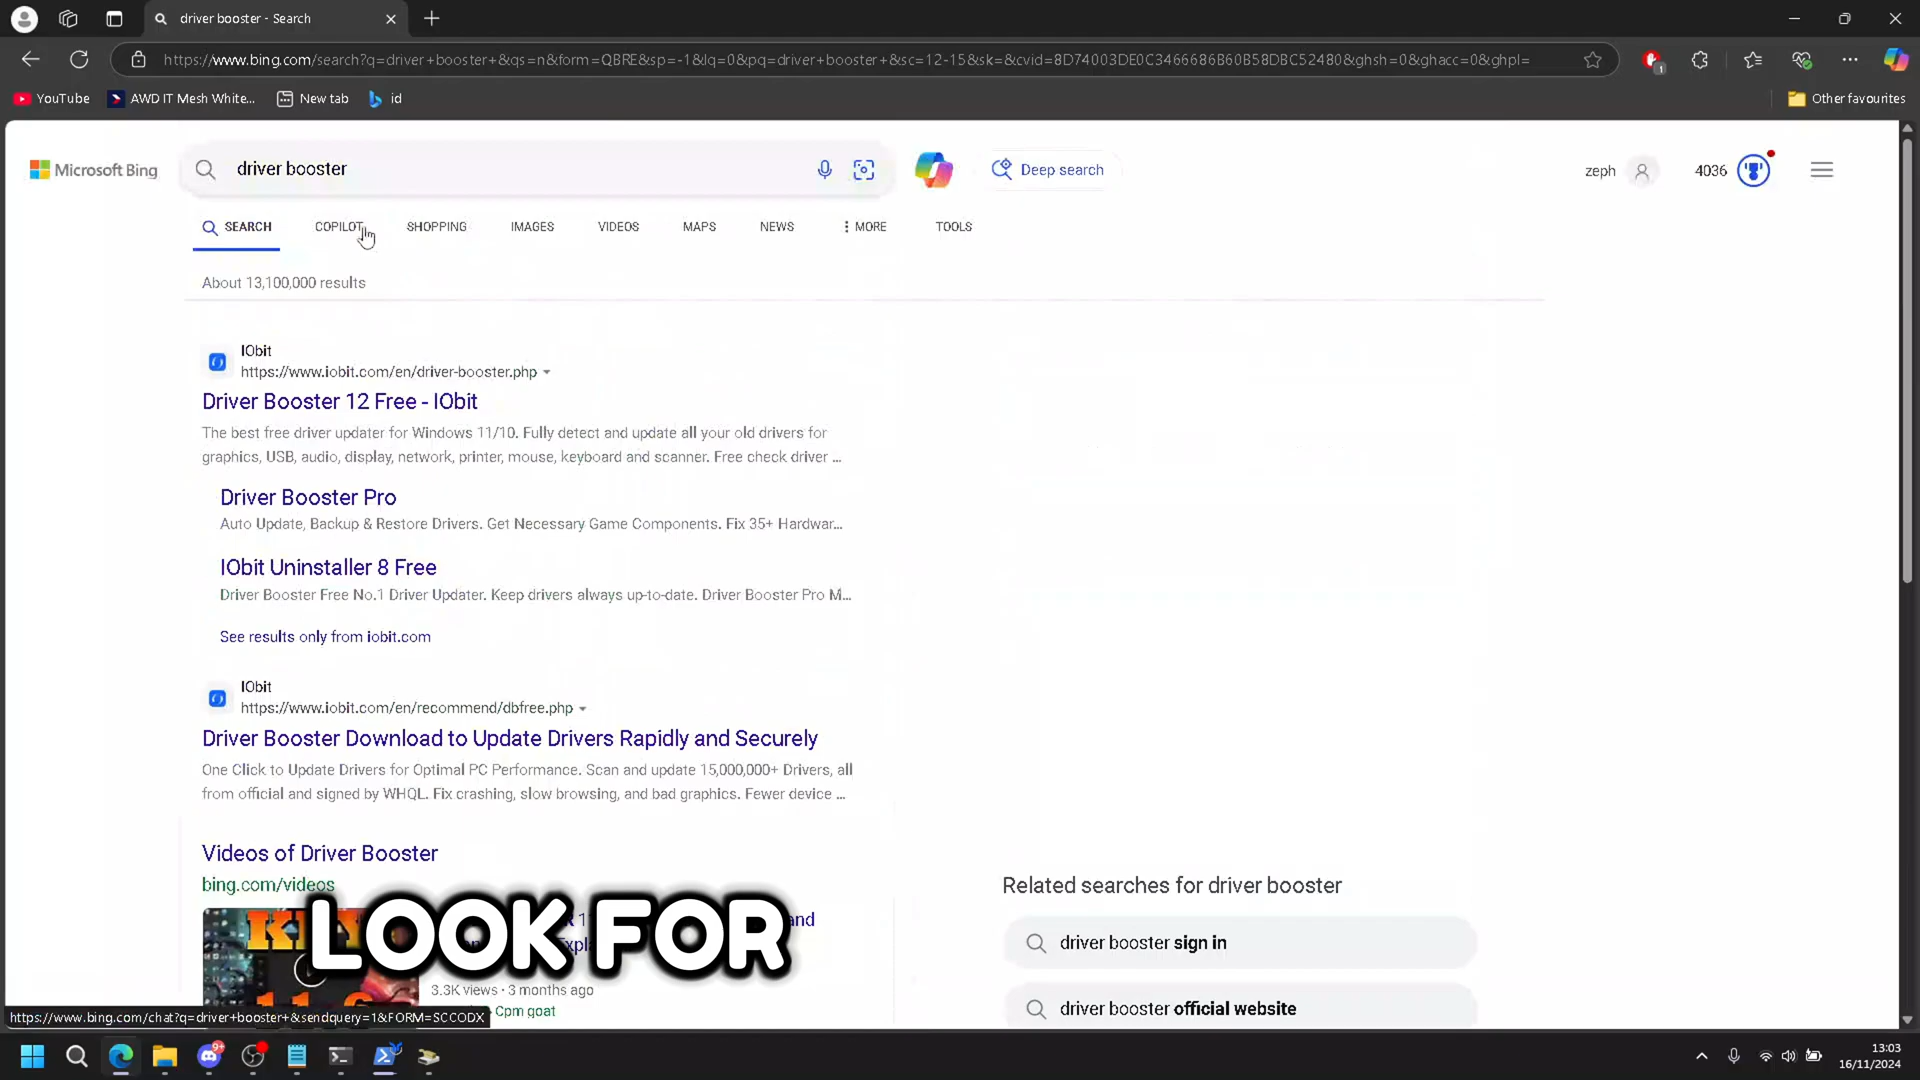 driver booster - Search
https://www.bing.com/search?q=driver+booster+&qs=n&form=QBRE&sp=-1&lq=0&pq=driver+booster+&sc=12-15&sk=&cvid=8D74003DE0C3466686B60B58DBC52480&ghsh=0&ghacc=0&ghpl=
1
YouTube
AWD IT Mesh White...
New tab
id
Other favourites
Microsoft Bing
driver booster
Deep search
zeph
4036
SEARCH
COPILOT
SHOPPING
IMAGES
VIDEOS
MAPS
NEWS
MORE
TOOLS
About 13,100,000 results
IObit
https://www.iobit.com/en/driver-booster.php
Driver Booster 12 Free - IObit
The best free driver updater for Windows 11/10. Fully detect and update all your old drivers for
graphics, USB, audio, display, network, printer, mouse, keyboard and scanner. Free check driver ...
Driver Booster Pro
Auto Update, Backup & Restore Drivers. Get Necessary Game Components. Fix 35+ Hardwar...
IObit Uninstaller 8 Free
Driver Booster Free No.1 Driver Updater. Keep drivers always up-to-date. Driver Booster Pro M...
See results only from iobit.com
IObit
https://www.iobit.com/en/recommend/dbfree.php
Driver Booster Download to Update Drivers Rapidly and Securely
One Click to Update Drivers for Optimal PC Performance. Scan and update 15,000,000+ Drivers, all
from official and signed by WHQL. Fix crashing, slow browsing, and bad graphics. Fewer device ...
Videos of Driver Booster
bing.com/videos
LOOK FOR
3.3K views · 3 months ago
Cpm goat
Related searches for driver booster
driver booster sign in
driver booster official website
https://www.bing.com/chat?q=driver+booster+&sendquery=1&FORM=SCCODX
9+
13:03
16/11/2024